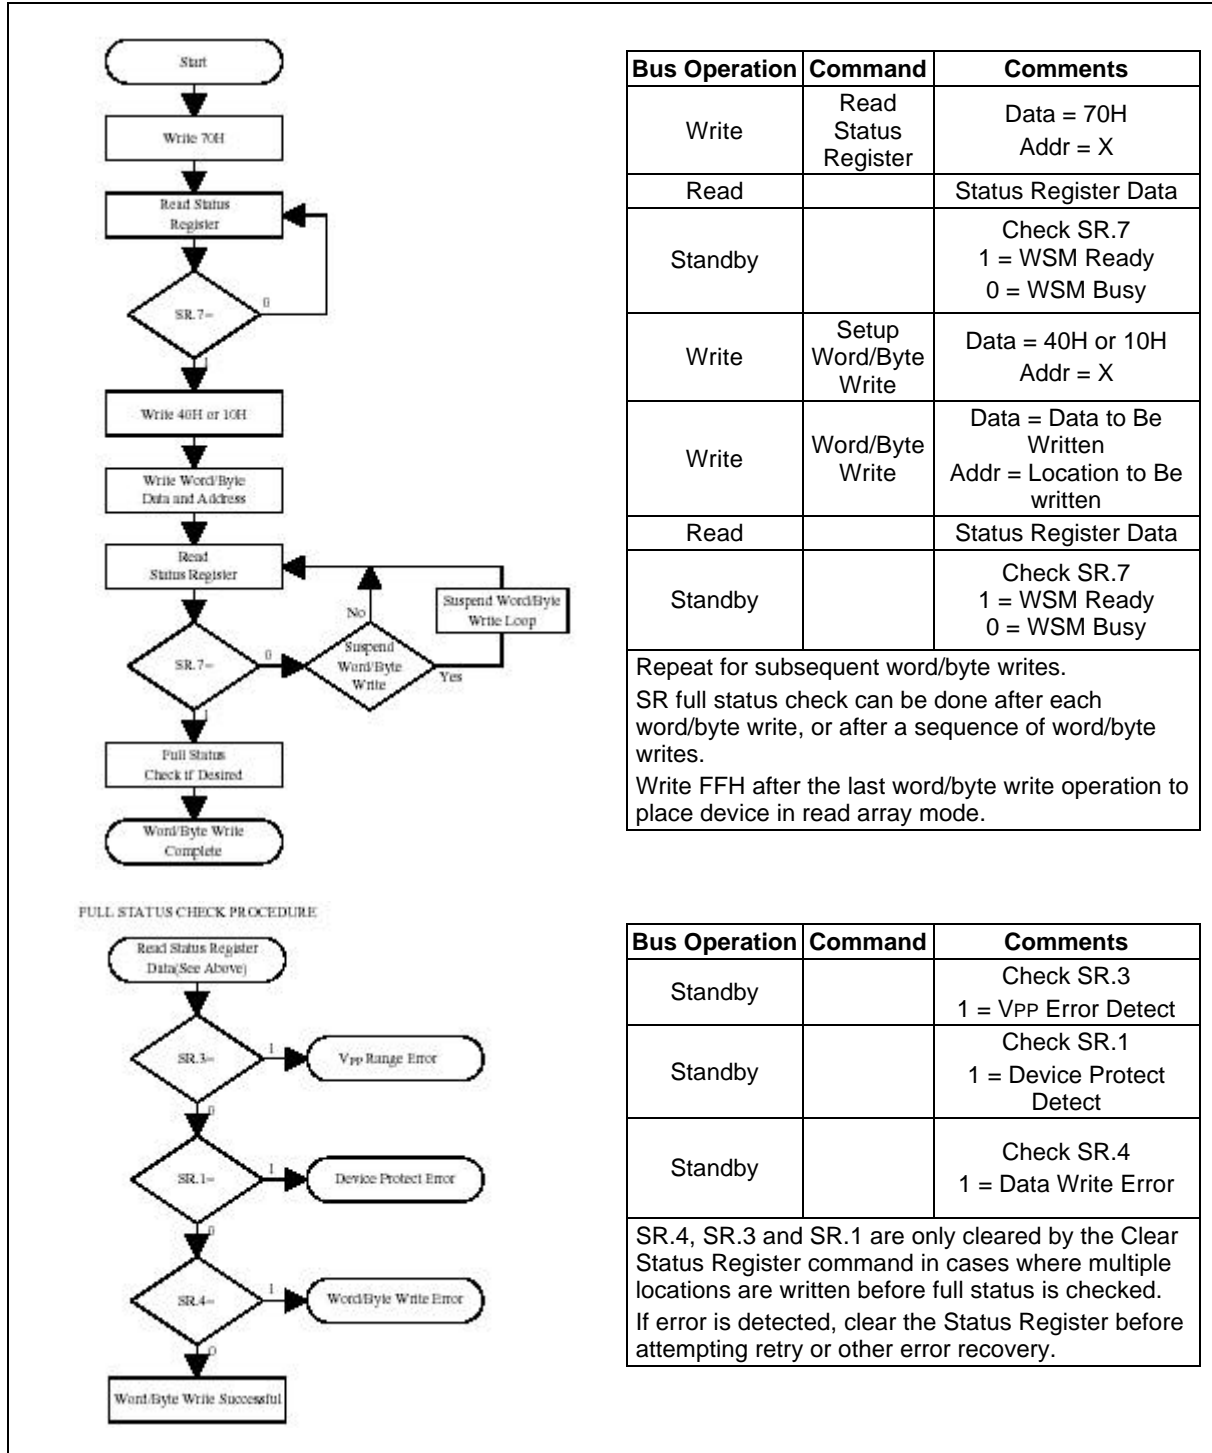 Start
Write 70H
Read Status
Register
SR.7=
0
1
Write 40H or 10H
Write Word/Byte
Data and Address
Read
Status Register
SR.7=
0
1
No
Suspend
Word/Byte
Write
Yes
Suspend Word/Byte
Write Loop
Full Status
Check if Desired
Word/Byte Write
Complete
Bus Operation Command Comments
Write
Read
Status
Register
Data = 70H
Addr = X
Read Status Register Data
Standby
Check SR.7
1 = WSM Ready
0 = WSM Busy
Write
Setup
Word/Byte
Write
Data = 40H or 10H
Addr = X
Write
Word/Byte
Write
Data = Data to Be
Written
Addr = Location to Be
written
Read Status Register Data
Standby
Check SR.7
1 = WSM Ready
0 = WSM Busy
Repeat for subsequent word/byte writes.
SR full status check can be done after each
word/byte write, or after a sequence of word/byte
writes.
Write FFH after the last word/byte write operation to
place device in read array mode.
FULL STATUS CHECK PROCEDURE
Read Status Register
Data(See Above)
SR.3=
1
VPP Range Error
0
SR.1=
1
Device Protect Error
0
SR.4=
1
Word/Byte Write Error
0
Word/Byte Write Successful
Bus Operation Command Comments
Standby
Check SR.3
1 = VPP Error Detect
Standby
Check SR.1
1 = Device Protect
Detect
Standby
Check SR.4
1 = Data Write Error
SR.4, SR.3 and SR.1 are only cleared by the Clear
Status Register command in cases where multiple
locations are written before full status is checked.
If error is detected, clear the Status Register before
attempting retry or other error recovery.